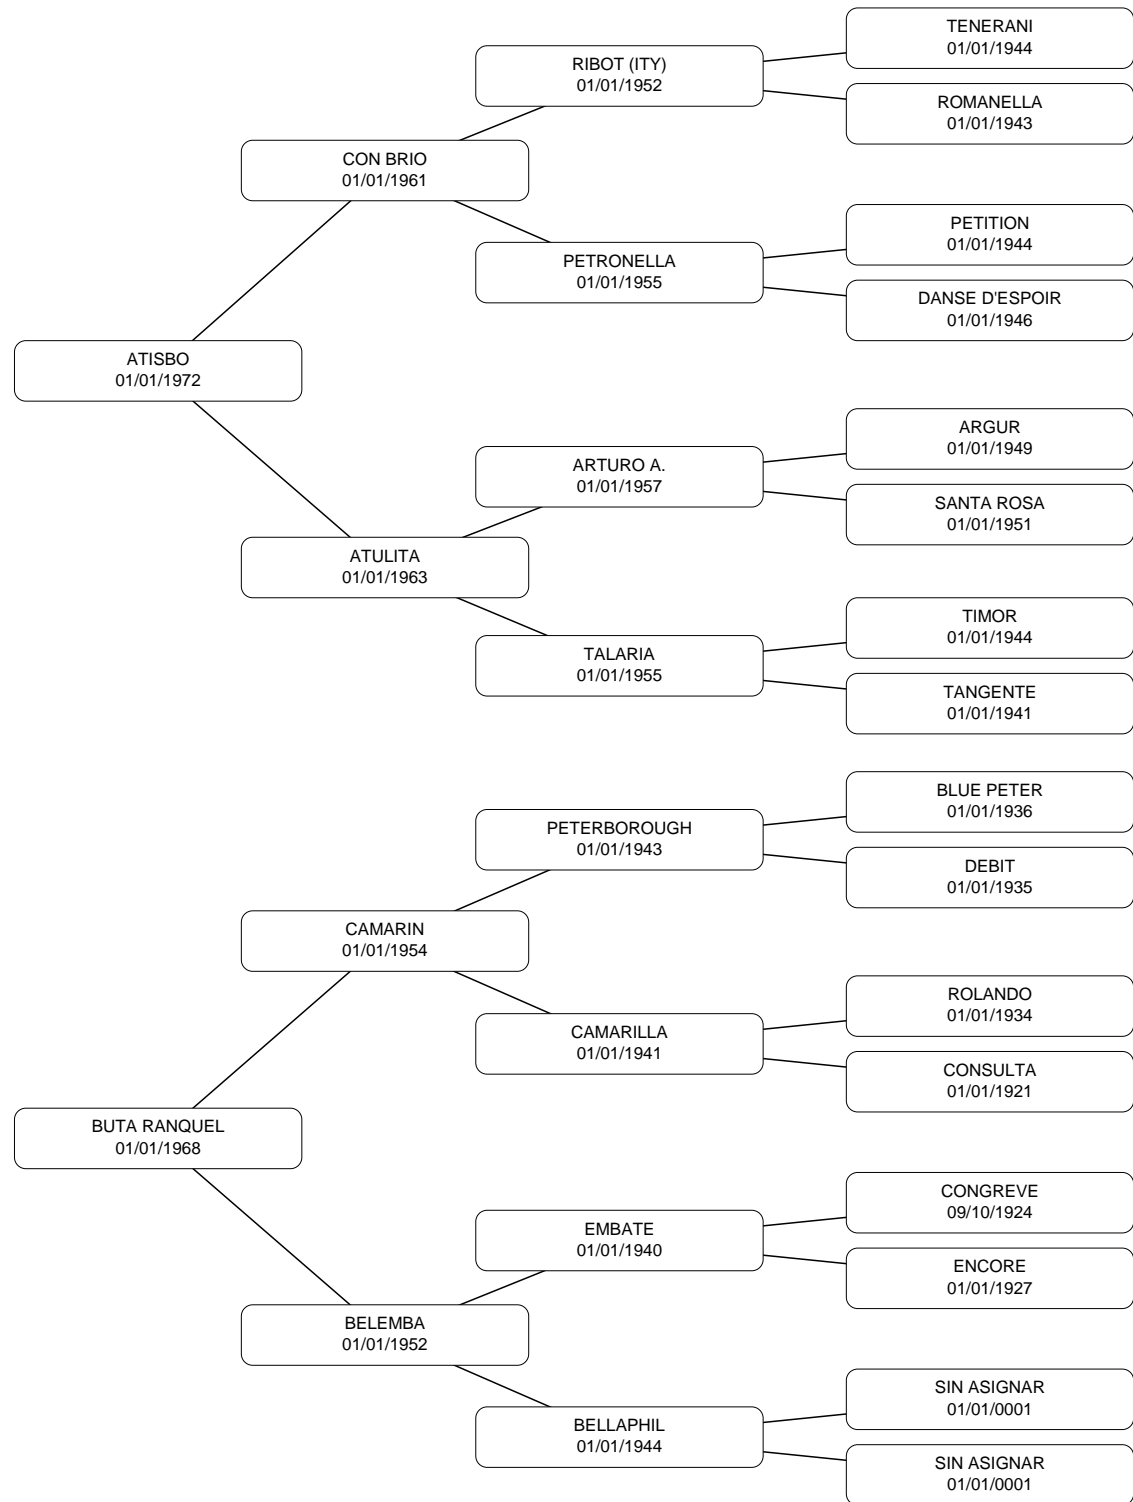 TENERANI
01/01/1944
RIBOT (ITY)
01/01/1952
ROMANELLA
01/01/1943
CON BRIO
01/01/1961
PETITION
01/01/1944
PETRONELLA
01/01/1955
DANSE D'ESPOIR
01/01/1946
ATISBO
01/01/1972
ARGUR
01/01/1949
ARTURO A.
01/01/1957
SANTA ROSA
01/01/1951
ATULITA
01/01/1963
TIMOR
01/01/1944
TALARIA
01/01/1955
TANGENTE
01/01/1941
BLUE PETER
01/01/1936
PETERBOROUGH
01/01/1943
DEBIT
01/01/1935
CAMARIN
01/01/1954
ROLANDO
01/01/1934
CAMARILLA
01/01/1941
CONSULTA
01/01/1921
BUTA RANQUEL
01/01/1968
CONGREVE
09/10/1924
EMBATE
01/01/1940
ENCORE
01/01/1927
BELEMBA
01/01/1952
SIN ASIGNAR
01/01/0001
BELLAPHIL
01/01/1944
SIN ASIGNAR
01/01/0001